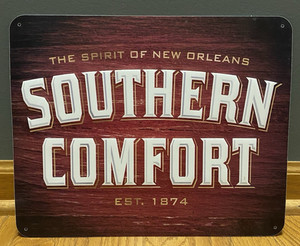 THE SPIRIT OF NEW ORLEANS
SOUTHERN
COMFORT
EST. 1874